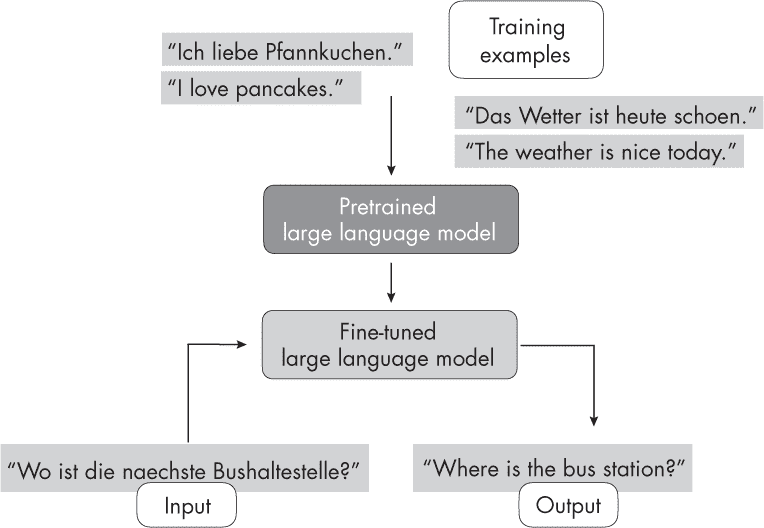 “Ich liebe Pfannkuchen.”
“I love pancakes.”
Training
examples
“Das Wetter ist heute schoen.”
“The weather is nice today.”
Pretrained
large language model
Fine-tuned
large language model
“Wo ist die naechste Bushaltestelle?”
Input
“Where is the bus station?”
Output